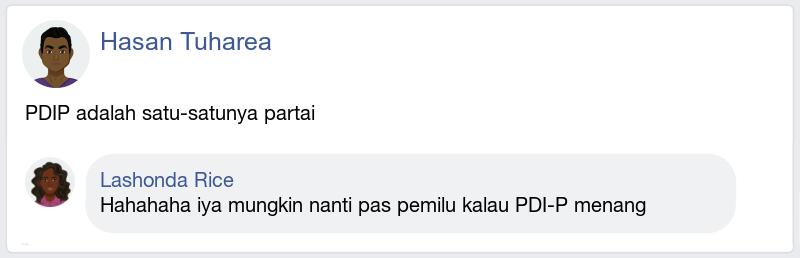 Hasan Tuharea
PDIP adalah satu-satunya partai
Lashonda Rice
Hahahaha iya mungkin nanti pas pemilu kalau PDI-P menang